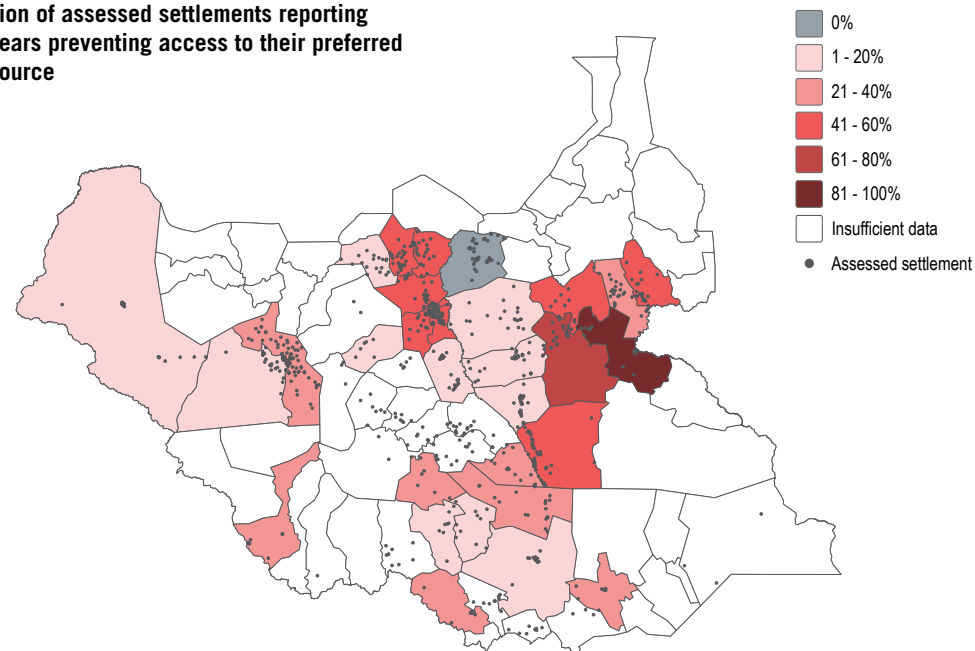 ion of assessed settlements reporting
ears preventing access to their preferred
ource
0%
1 - 20%
21 - 40%
41 - 60%
61 - 80%
81 - 100%
Insufficient data
Assessed settlement